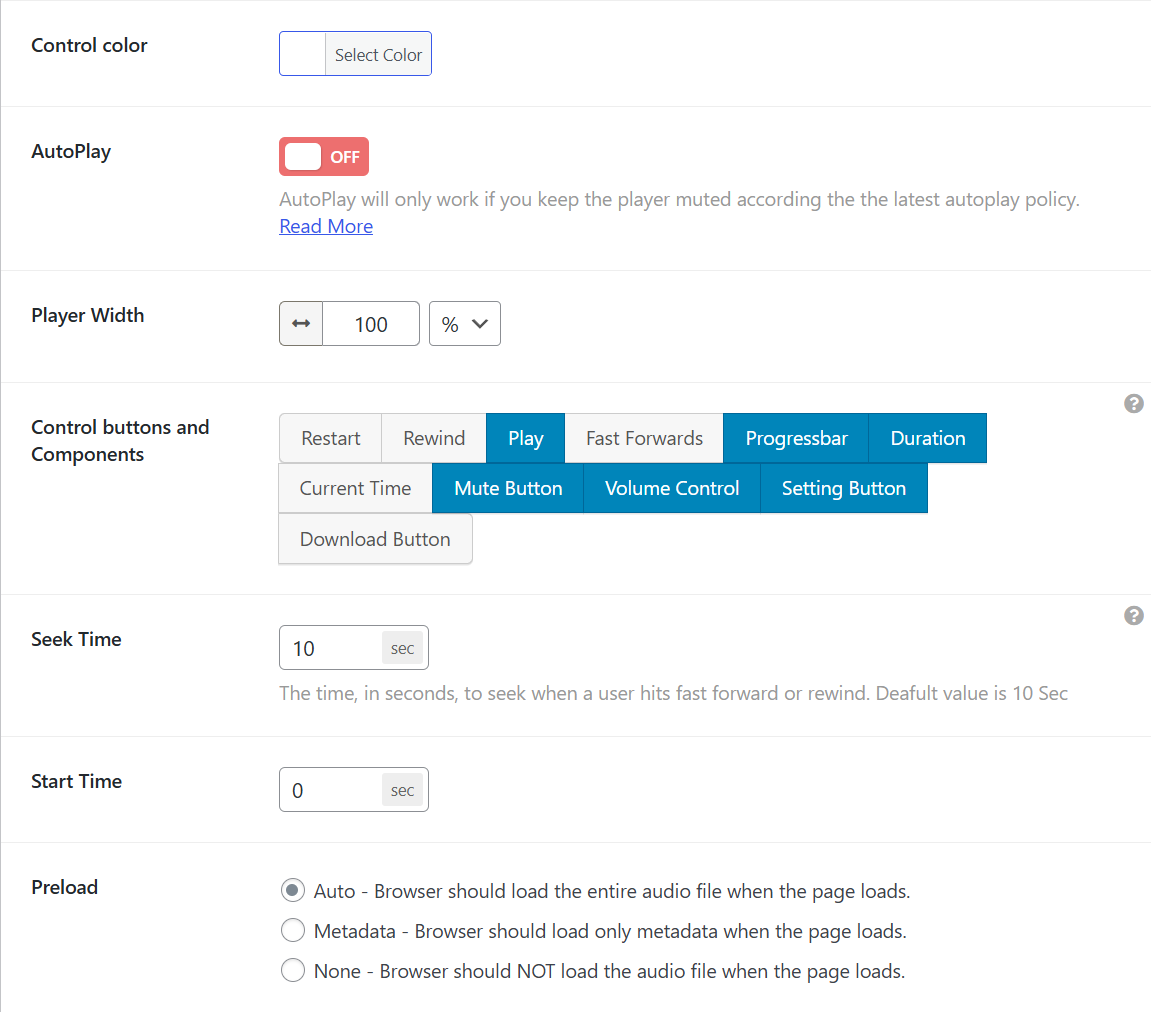 Control color
Select Color
AutoPlay
OFF
AutoPlay will only work if you keep the player muted according the the latest autoplay policy.
Read More
Player Width
100
%
Control buttons and
Components
?
Restart Rewind Play Fast Forwards Progressbar Duration
Current Time Mute Button Volume Control Setting Button
Download Button
Seek Time
?
10 sec
The time, in seconds, to seek when a user hits fast forward or rewind. Deafult value is 10 Sec
Start Time
0 sec
Preload
Auto - Browser should load the entire audio file when the page loads.
Metadata - Browser should load only metadata when the page loads.
None - Browser should NOT load the audio file when the page loads.